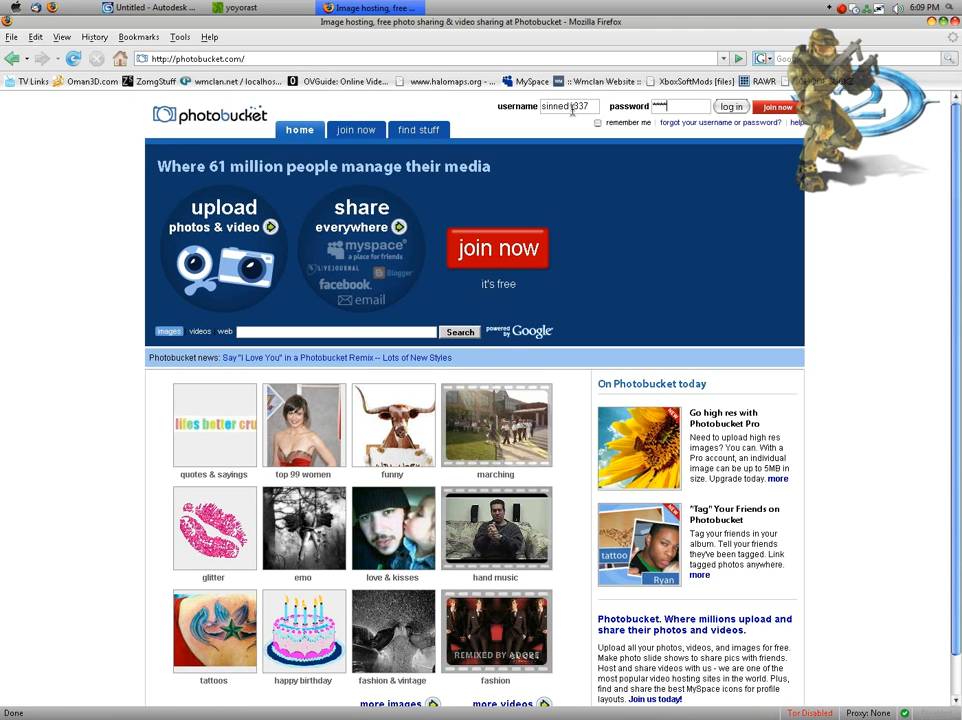 Untitled - Autodesk ...
yoyorast
Image hosting, free ...
6:09 PM
Image hosting, free photo sharing & video sharing at Photobucket - Mozilla Firefox
File Edit View History Bookmarks Tools Help
http://photobucket.com/
TV Links Oman3D.com ZomgStuff wmclan.net / localhos... OVGuide: Online Vide... www.halomaps.org - ... MySpace :: Wmclan Website :: XboxSoftMods [files] RAWR
photobucket
username
password ****
log in
join now
remember me
forgot your username or password?
help
home
join now
find stuff
Where 61 million people manage their media
upload
photos & video
share
everywhere
myspace
a place for friends
LIVEJOURNAL
Blogger
facebook.
email
join now
it's free
images videos web
Search
powered by Google
Photobucket news: Say "I Love You" in a Photobucket Remix -- Lots of New Styles
lifes better cru
quotes & sayings
top 99 women
funny
marching
glitter
emo
love & kisses
hand music
REMIXED BY ADORE
tattoos
happy birthday
fashion & vintage
fashion
more images
more videos
On Photobucket today
NEW
Go high res with
Photobucket Pro
Need to upload high res
images? You can. With a
Pro account, an individual
image can be up to 5MB in
size. Upgrade today. more
NEW
tattoo
Ryan
"Tag" Your Friends on
Photobucket
Tag your friends in your
album. Tell your friends
they've been tagged. Link
tagged photos anywhere.
more
Photobucket. Where millions upload and
share their photos and videos.
Upload all your photos, videos, and images for free.
Make photo slide shows to share pics with friends.
Host and share videos with us - we are one of the
most popular video hosting sites in the world. Plus,
find and share the best MySpace icons for profile
layouts. Join us today!
Done
Tor Disabled
Proxy: None